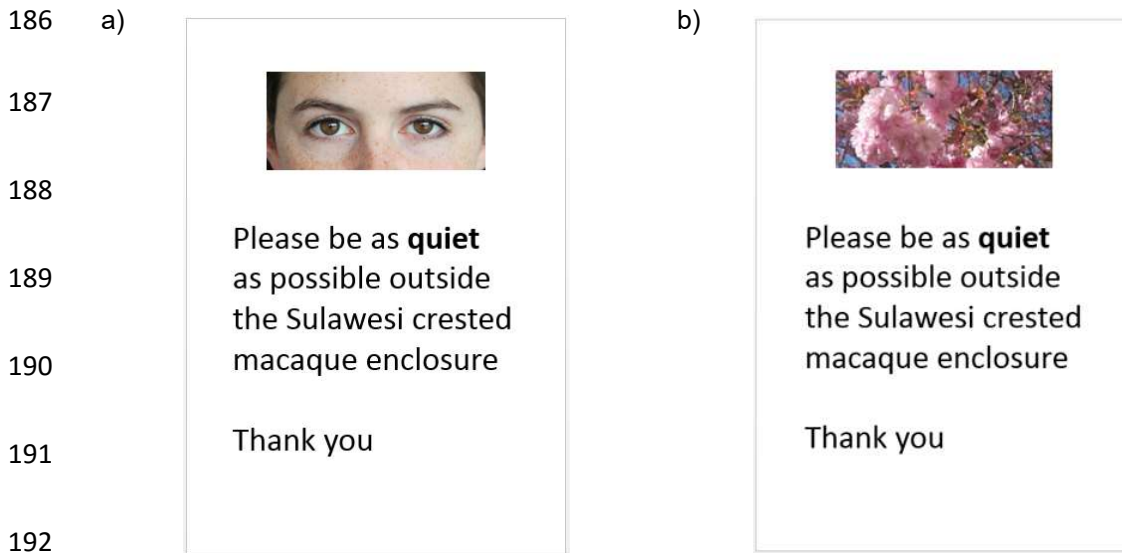 186
a)
b)
187
188
Please be as quiet
as possible outside
the Sulawesi crested
macaque enclosure
Thank you
Please be as quiet
as possible outside
the Sulawesi crested
macaque enclosure
Thank you
189
190
191
192